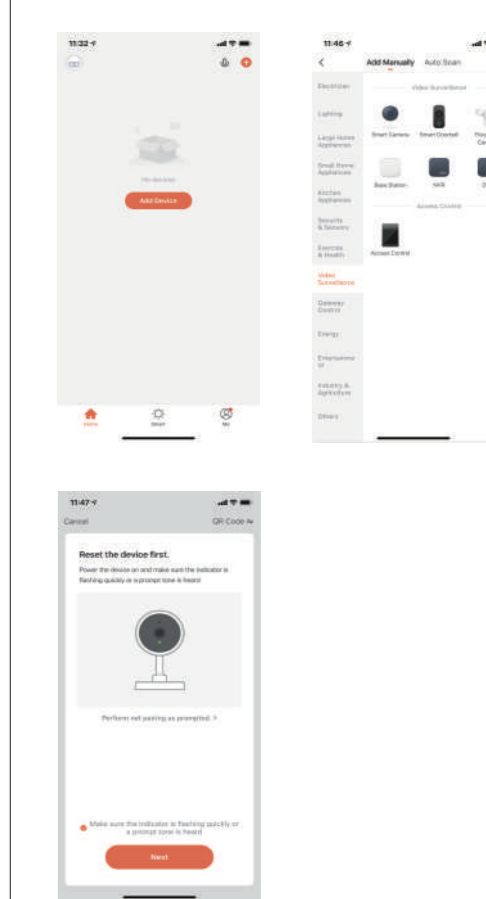 11:32
No devices
Add Device
Home
Smart
Me
11:46
Add Manually Auto Scan
Electrician
Lighting
Large Home
Appliances
Small Home
Appliances
Kitchen
Appliances
Security
& Sensors
Exercise
& Health
Video
Surveillance
Gateway
Control
Energy
Entertainme
nt
Industry &
Agriculture
Others
Video Surveillance
Smart Camera Smart Doorbell
Base Station NVR
Access Control
Access Control
11:47
Cancel QR Code
Reset the device first.
Power the device on and make sure the indicator is
flashing quickly or a prompt tone is heard
Perform net pairing as prompted. >
Make sure the indicator is flashing quickly or
a prompt tone is heard
Next